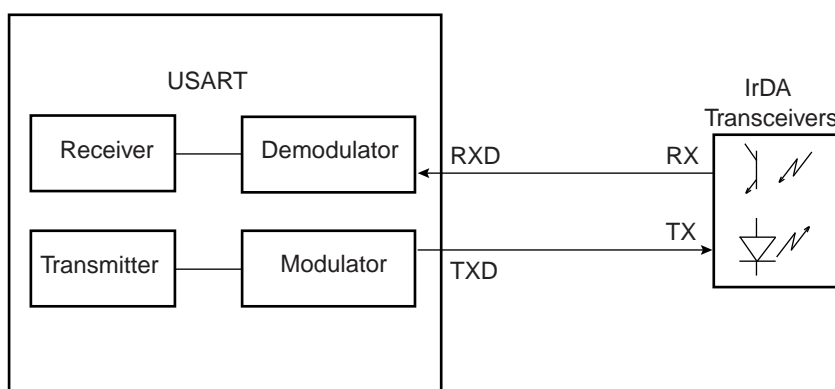 USART
IrDA
Transceivers
Receiver
Demodulator
RXD
RX
Transmitter
Modulator
TX
TXD